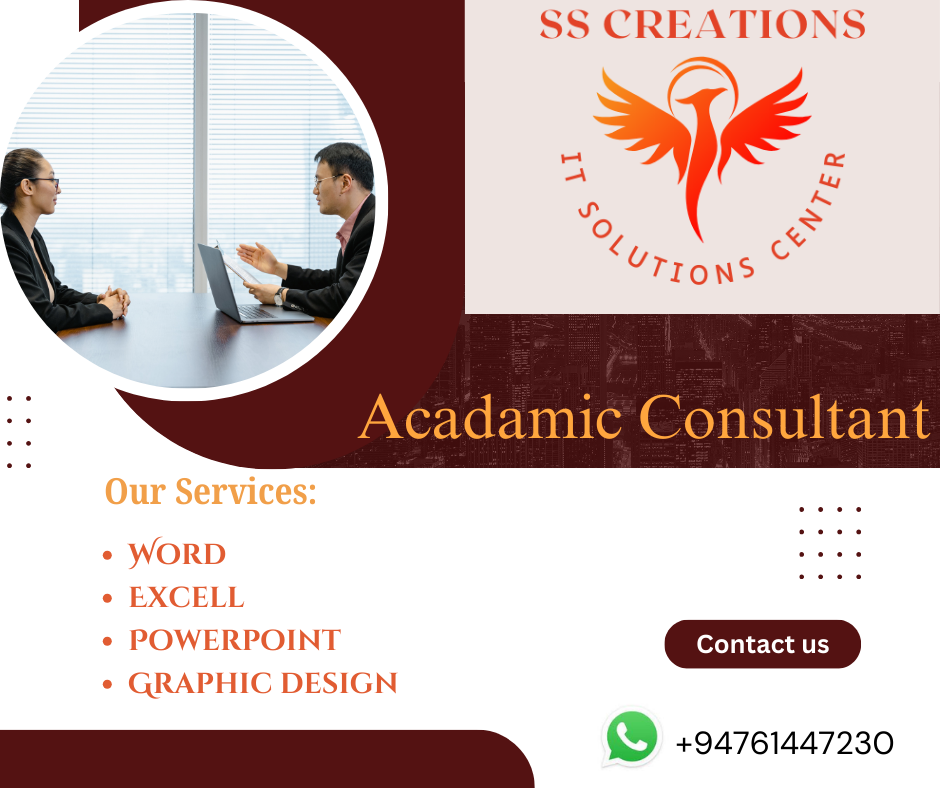 SS CREATIONS
IT SOLUTIONS CENTER
Acadamic Consultant
Our Services:
• Word
• Excell
• Powerpoint
• Graphic design
Contact us
+94761447230